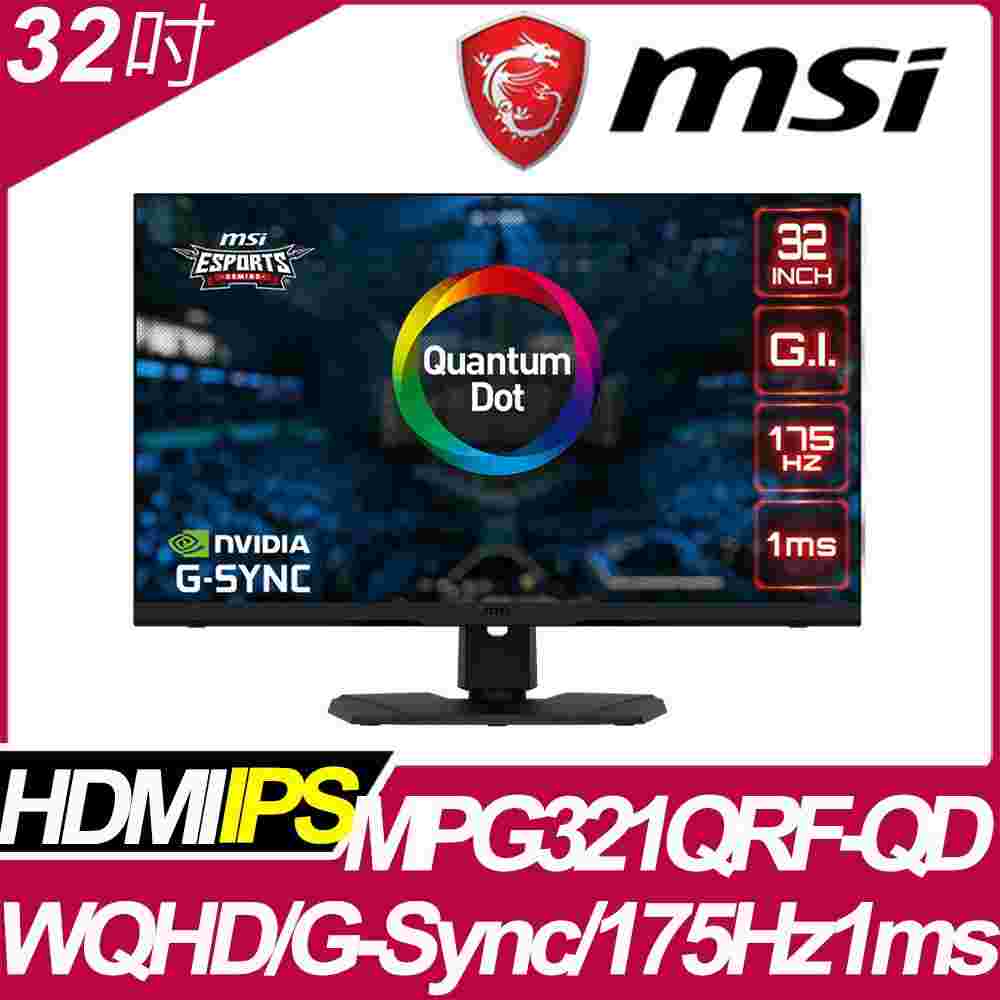 32吋
msi
msi
ESPORTS
GAMING
Quantum
Dot
32
INCH
G.I.
175
HZ
1ms
NVIDIA
G-SYNC
msi
HDMI IPS MPG321QRF-QD
WQHD/G-Sync/175Hz1ms